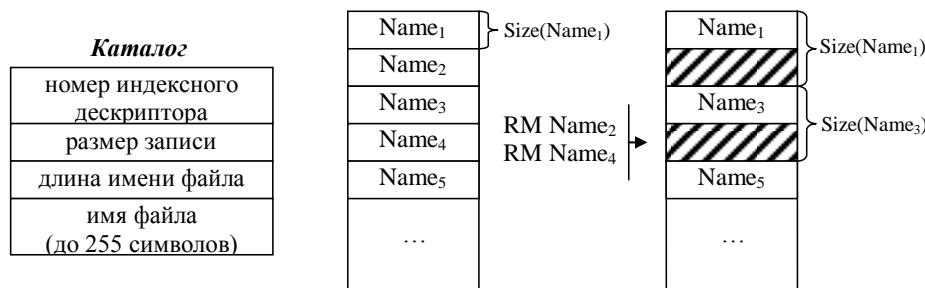 Каталог
номер индексного
дескриптора
размер записи
длина имени файла
имя файла
(до 255 символов)
Name₁
Name₂
Name₃
Name₄
Name₅
…
Size(Name₁)
RM Name₂
RM Name₄
Name₁
Name₃
Name₅
…
Size(Name₁)
Size(Name₃)